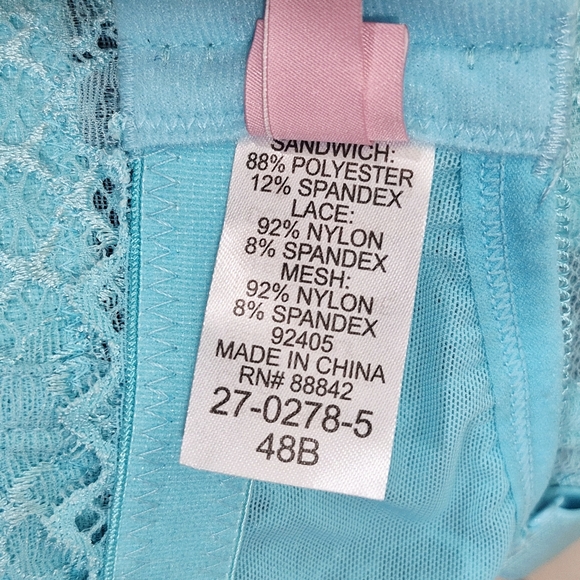 SANDWICH:
88% POLYESTER
12% SPANDEX
LACE:
92% NYLON
8% SPANDEX
MESH:
92% NYLON
8% SPANDEX
92405
MADE IN CHINA
RN# 88842
27-0278-5
48B